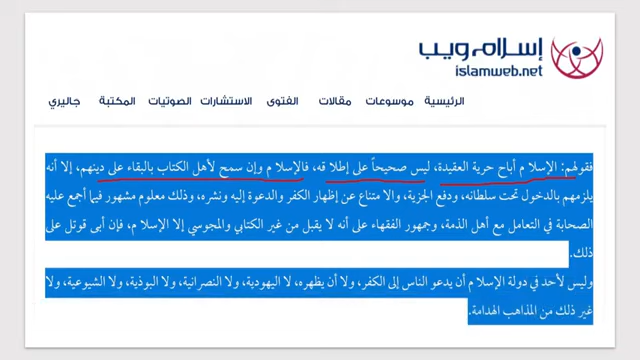 إسلام ويب
islamweb.net
الرئيسية موسوعات مقالات الفتوى الاستشارات الصوتيات المكتبة جاليري
فقولهم: الإسلام أباح حرية العقيدة، ليس صحيحاً على إطلاقه، فالإسلام وإن سمح لأهل الكتاب بالبقاء على دينهم، إلا أنه
يلزمهم بالدخول تحت سلطانه، ودفع الجزية، والامتناع عن إظهار الكفر والدعوة إليه ونشره، وذلك معلوم مشهور فيما أجمع عليه
الصحابة في التعامل مع أهل الذمة، وجمهور الفقهاء على أنه لا يقبل من غير الكتابي والمجوسي إلا الإسلام، فإن أبى قوتل على
ذلك.
وليس لأحد في دولة الإسلام أن يدعو الناس إلى الكفر، ولا أن يظهره، لا اليهودية، ولا النصرانية، ولا البوذية، ولا الشيوعية، ولا
غير ذلك من المذاهب الهدامة.